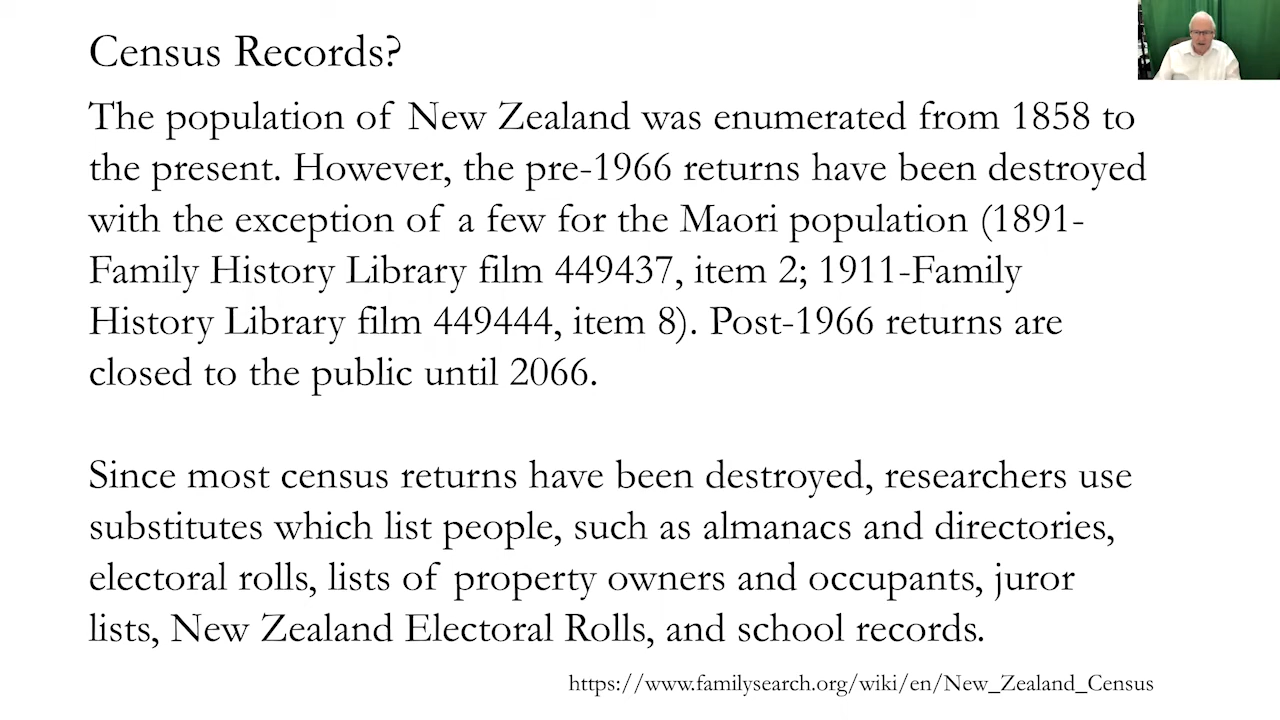 Census Records?
The population of New Zealand was enumerated from 1858 to
the present. However, the pre-1966 returns have been destroyed
with the exception of a few for the Maori population (1891-
Family History Library film 449437, item 2; 1911-Family
History Library film 449444, item 8). Post-1966 returns are
closed to the public until 2066.
Since most census returns have been destroyed, researchers use
substitutes which list people, such as almanacs and directories,
electoral rolls, lists of property owners and occupants, juror
lists, New Zealand Electoral Rolls, and school records.
https://www.familysearch.org/wiki/en/New_Zealand_Census